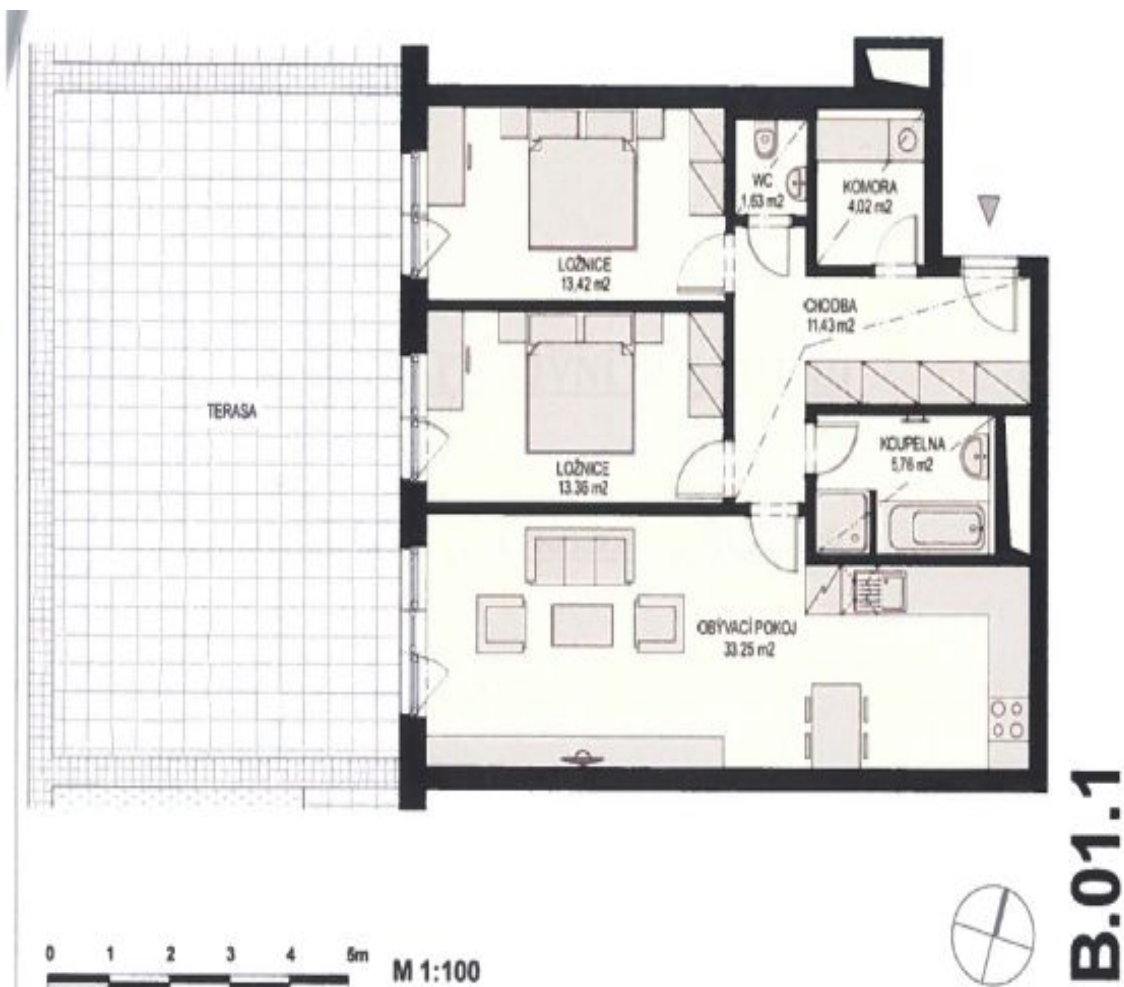 WC
1,63 m2
KOMORA
4,02 m2
LOŽNICE
13,42 m2
CHODBA
11.43 m2
TERASA
KOUPELNA
5,76 m2
LOŽNICE
13.36 m2
OBÝVACÍ POKOJ
33.25 m2
B.01.1
0 1 2 3 4 5m
M 1:100